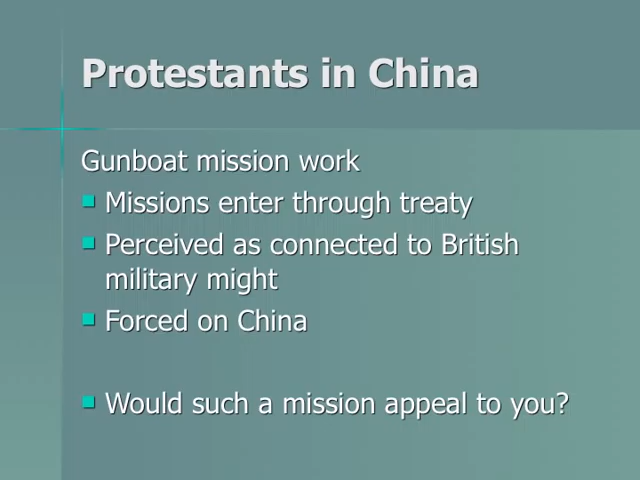 Protestants in China
Gunboat mission work
Missions enter through treaty
Perceived as connected to British
military might
Forced on China
Would such a mission appeal to you?